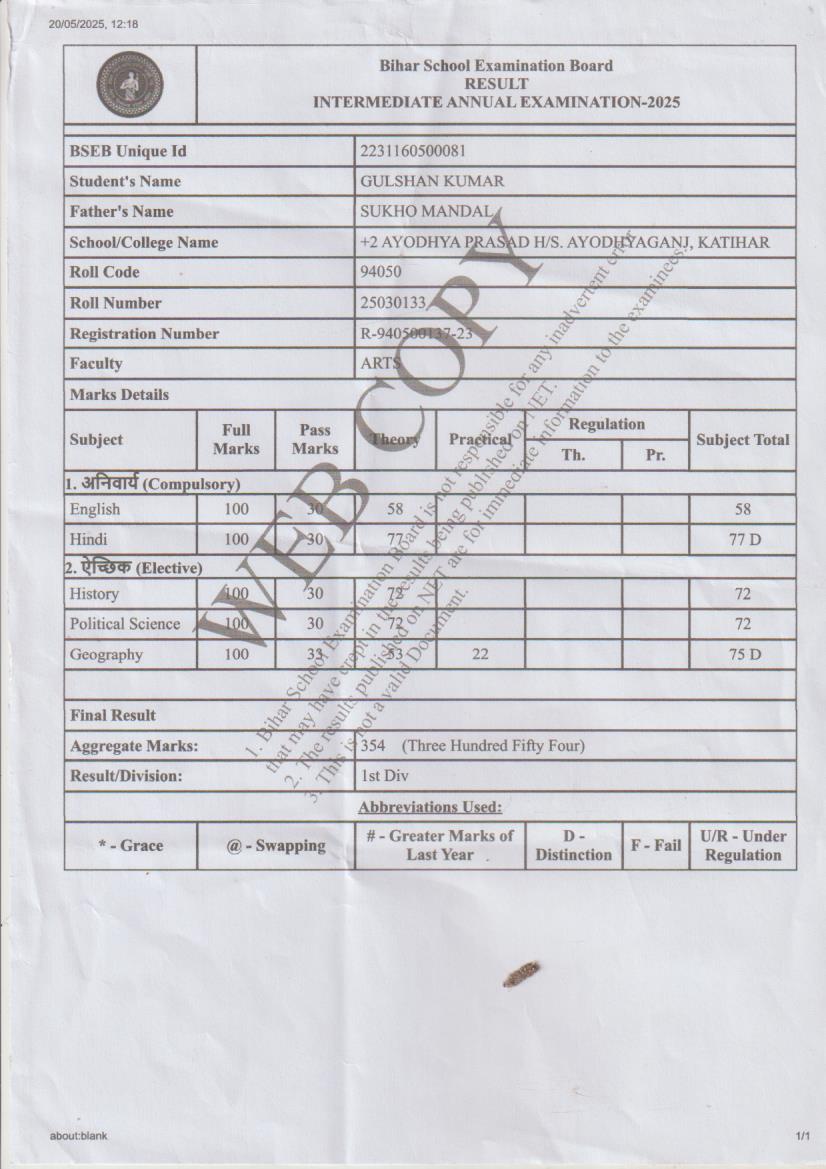 20/05/2025, 12:18
Bihar School Examination Board
RESULT
INTERMEDIATE ANNUAL EXAMINATION-2025
BSEB Unique Id 2231160500081
Student's Name GULSHAN KUMAR
Father's Name SUKHO MANDAL
School/College Name +2 AYODHYA PRASAD H/S. AYODHYAGANJ, KATIHAR
Roll Code 94050
Roll Number 25030133
Registration Number R-940500137-23
Faculty ARTS
Marks Details
Subject Full Marks Pass Marks Theory Practical Regulation Th. Pr. Subject Total
1. अनिवार्य (Compulsory)
English 100 30 58 58
Hindi 100 30 77 77 D
2. ऐच्छिक (Elective)
History 100 30 72 72
Political Science 100 30 72 72
Geography 100 33 53 22 75 D
Final Result
Aggregate Marks: 354 (Three Hundred Fifty Four)
Result/Division: 1st Div
Abbreviations Used:
* - Grace @ - Swapping # - Greater Marks of Last Year D - Distinction F - Fail U/R - Under Regulation
WEB COPY
1. Bihar School Examination Board is not responsible for any inadvertent error
that may have crept in the results being published on NET.
2. The results published on NET are for immediate information to the examinees.
3. This is not a valid Document.
about:blank 1/1